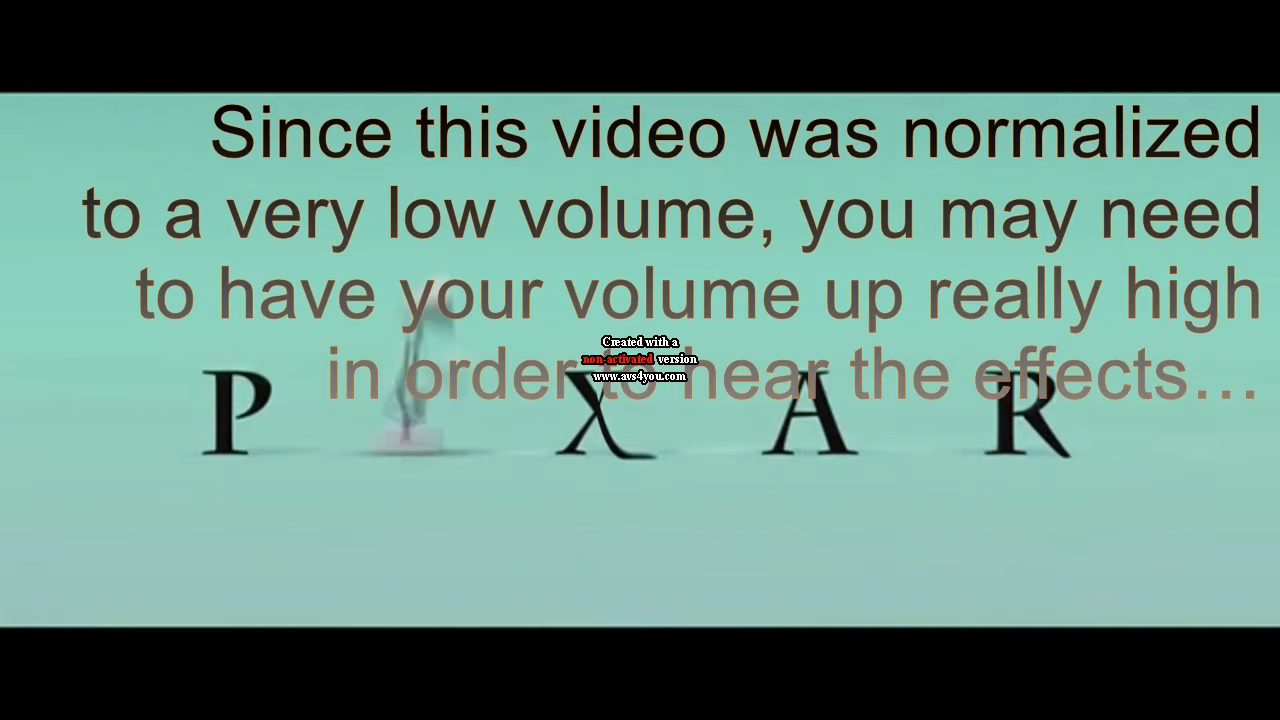 Since this video was normalized
to a very low volume, you may need
to have your volume up really high
in order to hear the effects...
Created with a
non-activated version
www.avs4you.com
P X A R